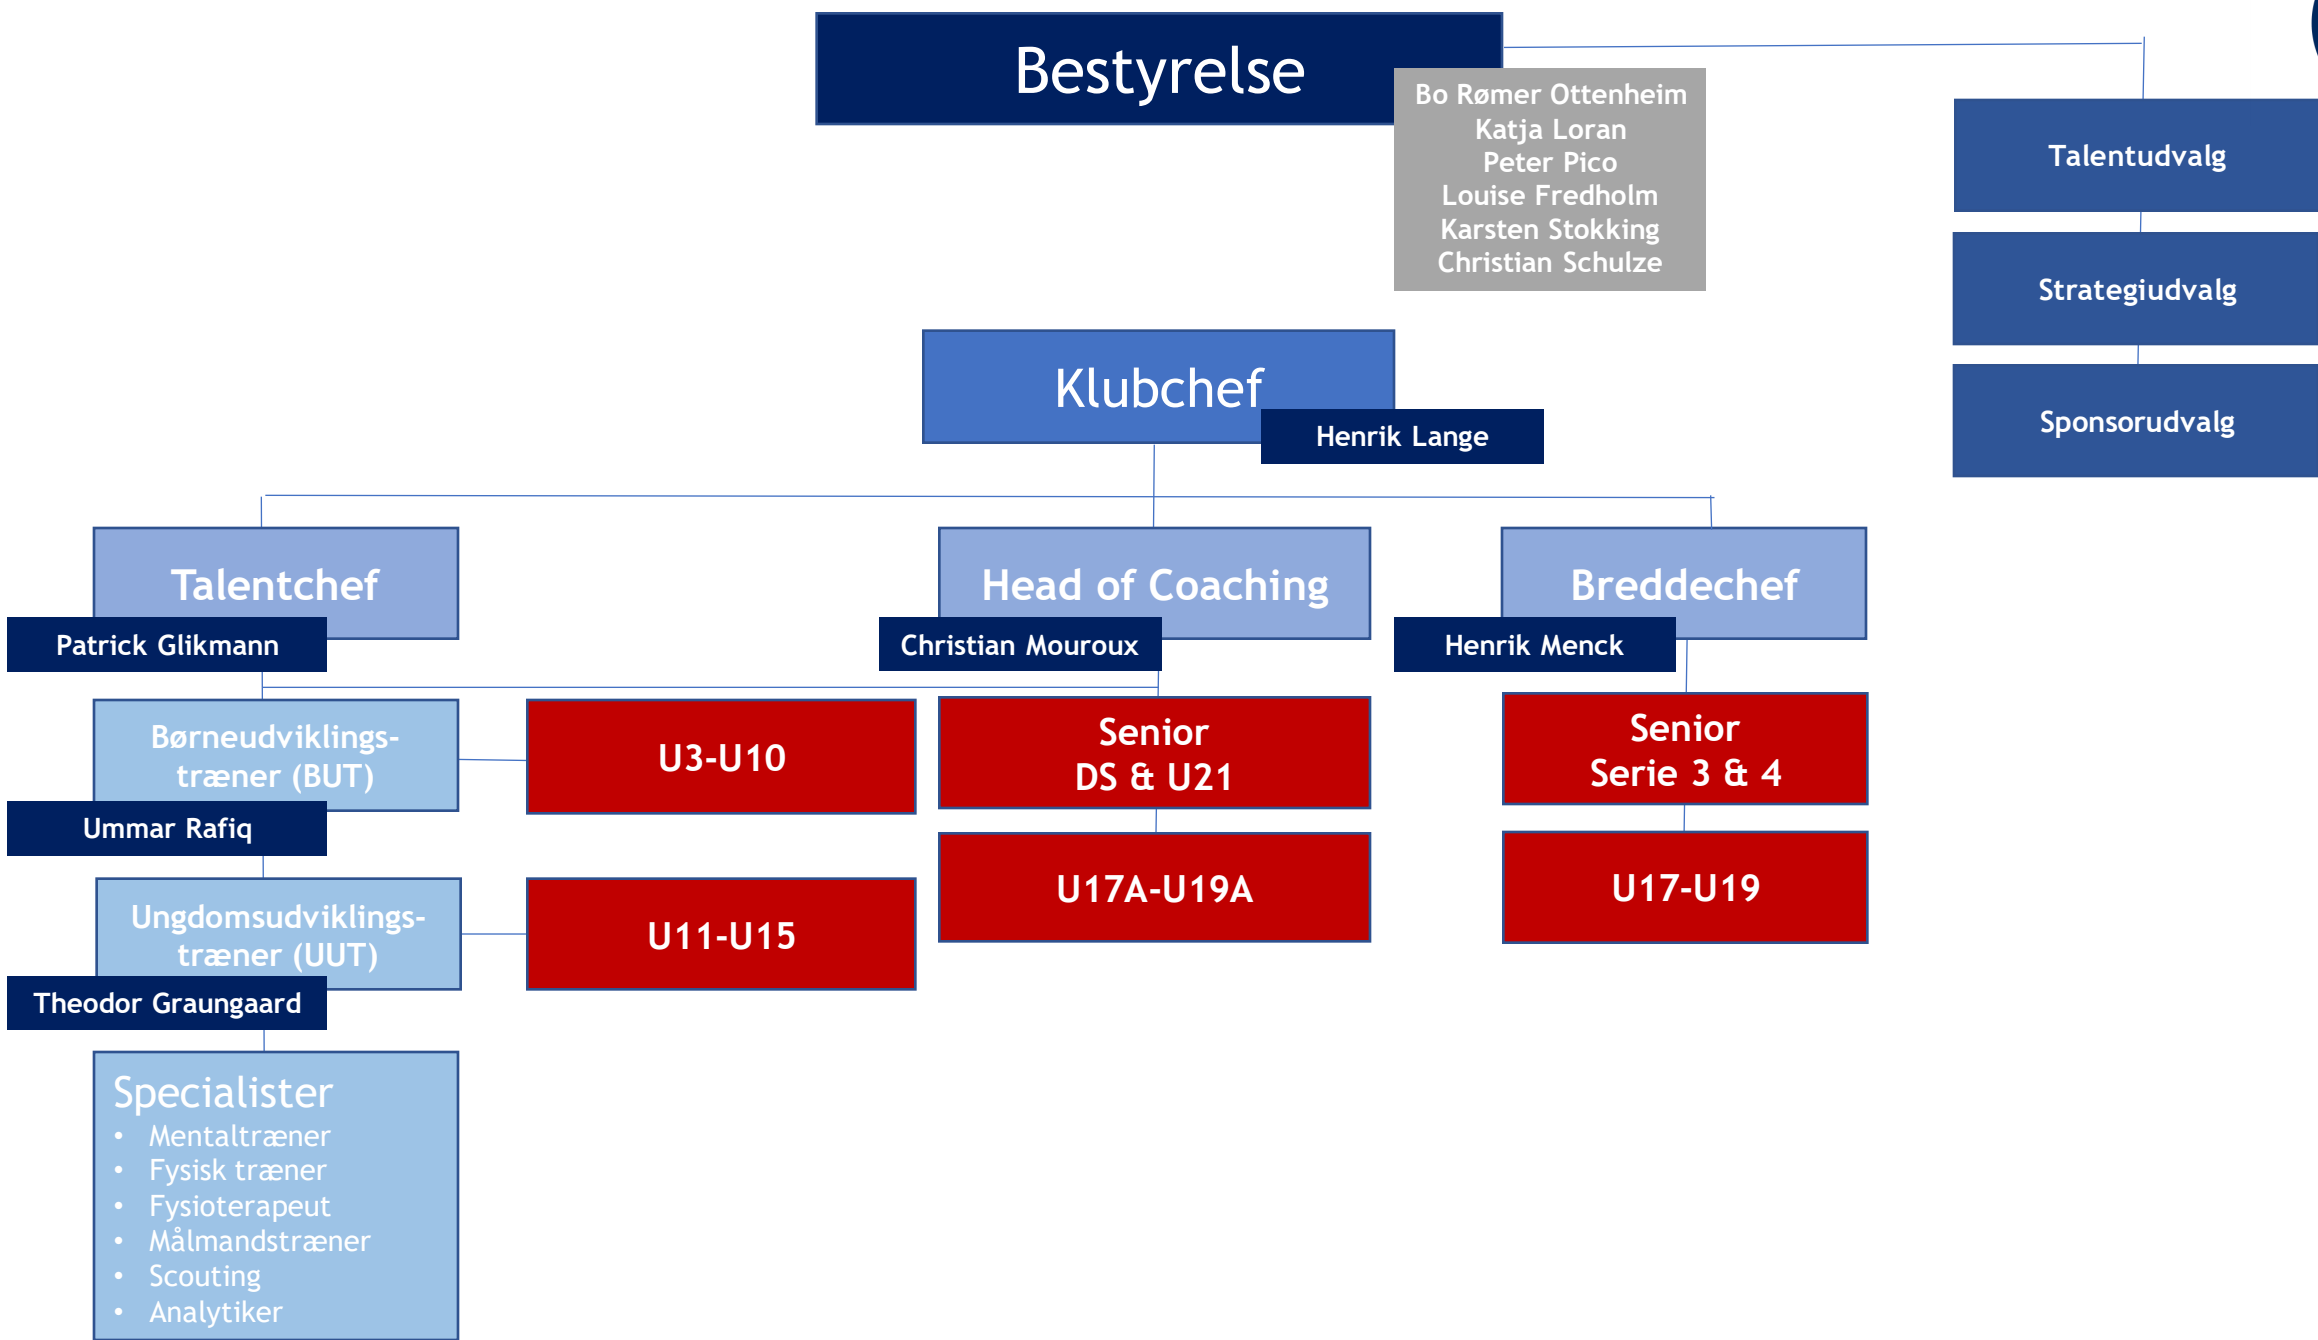 Bestyrelse
Bo Rømer Ottenheim
Katja Loran
Peter Pico
Louise Fredholm
Karsten Stokking
Christian Schulze
Talentudvalg
Strategiudvalg
Sponsorudvalg
Klubchef
Henrik Lange
Talentchef
Patrick Glikmann
Head of Coaching
Christian Mouroux
Breddechef
Henrik Menck
Børneudviklings-
træner (BUT)
Ummar Rafiq
U3-U10
Senior
DS & U21
Senior
Serie 3 & 4
Ungdomsudviklings-
træner (UUT)
Theodor Graungaard
U11-U15
U17A-U19A
U17-U19
Specialister
• Mentaltræner
• Fysisk træner
• Fysioterapeut
• Målmandstræner
• Scouting
• Analytiker